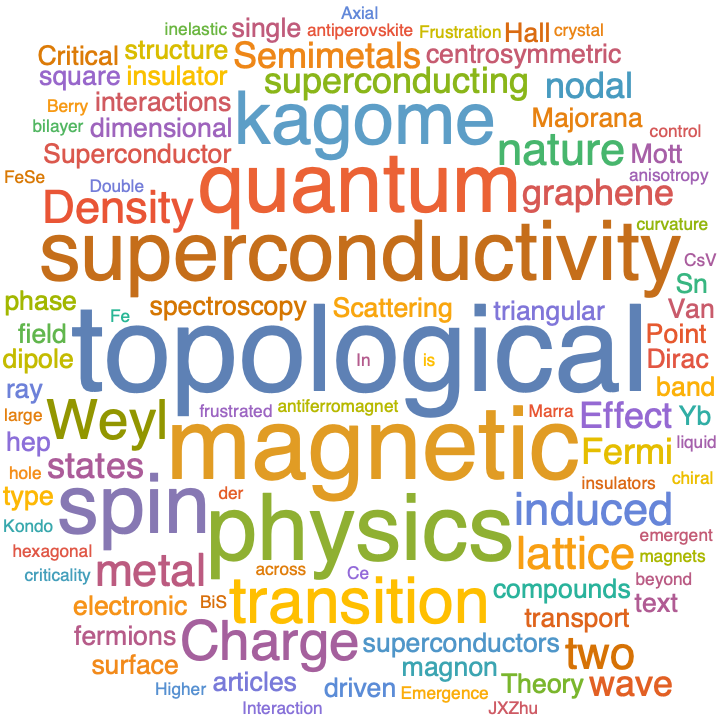 Axial
inelastic single antiperovskite Frustration Hall crystal
Critical structure Semimetals centrosymmetric
square insulator superconducting nodal
Berry interactions kagome Majorana
bilayer dimensional nature control
Superconductor Mott
FeSe Double quantum graphene anisotropy
Density curvature
superconductivity CsV
Sn
phase Fe spectroscopy Scattering triangular Van
field topological Point
dipole In is Dirac
ray band
large Weyl frustrated antiferromagnet Marra Effect Yb
hep magnetic Fermi liquid
states
hole chiral
type spin der insulators
Kondo physics induced
hexagonal lattice emergent
criticality metal across Ce magnets
electronic BiS transition compounds beyond
transport text
fermions Charge superconductors two
surface magnon
Higher articles driven Emergence Theory wave
Interaction JXZhu